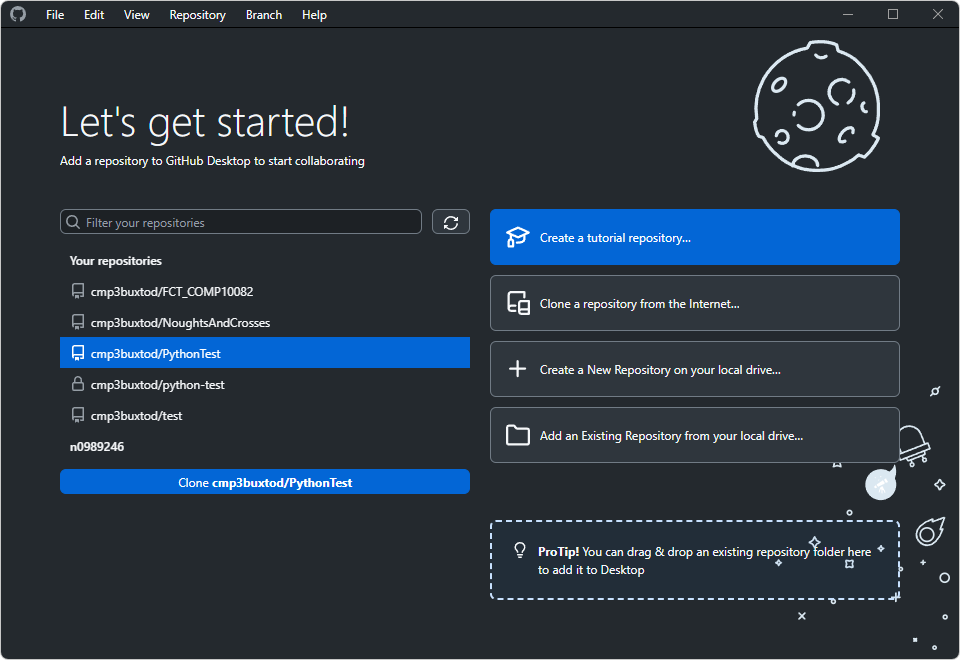 File Edit View Repository Branch Help
Let's get started!
Add a repository to GitHub Desktop to start collaborating
Filter your repositories
Your repositories
cmp3buxtod/FCT_COMP10082
cmp3buxtod/NoughtsAndCrosses
cmp3buxtod/PythonTest
cmp3buxtod/python-test
cmp3buxtod/test
n0989246
Clone cmp3buxtod/PythonTest
Create a tutorial repository...
Clone a repository from the Internet...
Create a New Repository on your local drive...
Add an Existing Repository from your local drive...
ProTip! You can drag & drop an existing repository folder here
to add it to Desktop